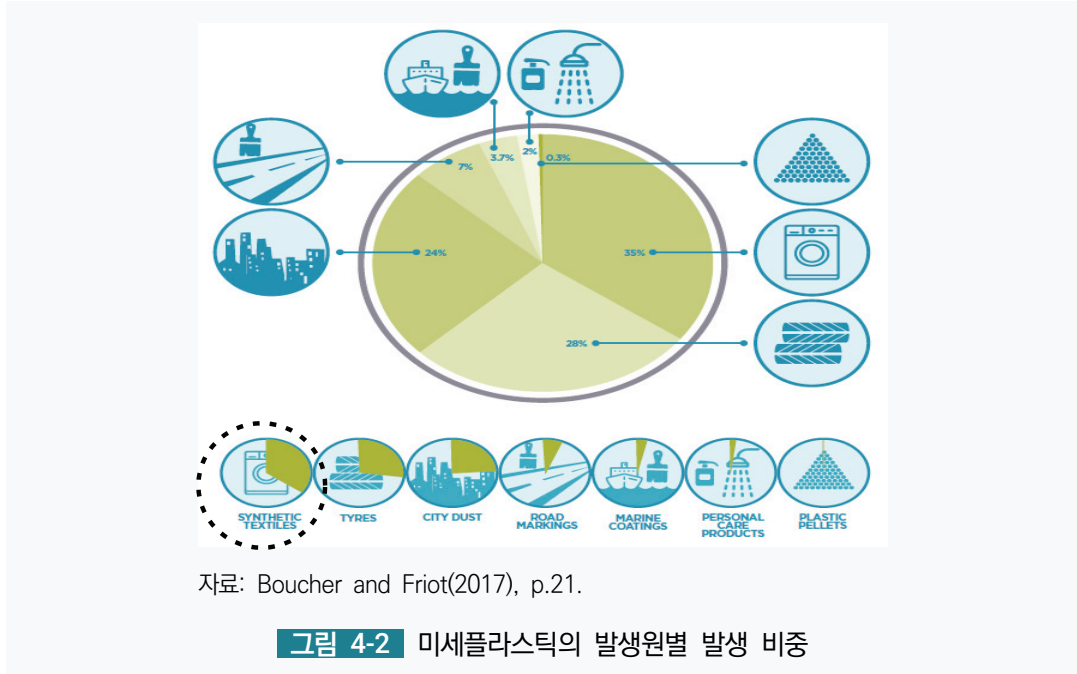 3.7%
2%
0.3%
7%
24%
35%
28%
SYNTHETIC
TEXTILES
TYRES
CITY DUST
ROAD
MARKINGS
MARINE
COATINGS
PERSONAL
CARE
PRODUCTS
PLASTIC
PELLETS
자료: Boucher and Friot(2017), p.21.
그림 4-2 미세플라스틱의 발생원별 발생 비중